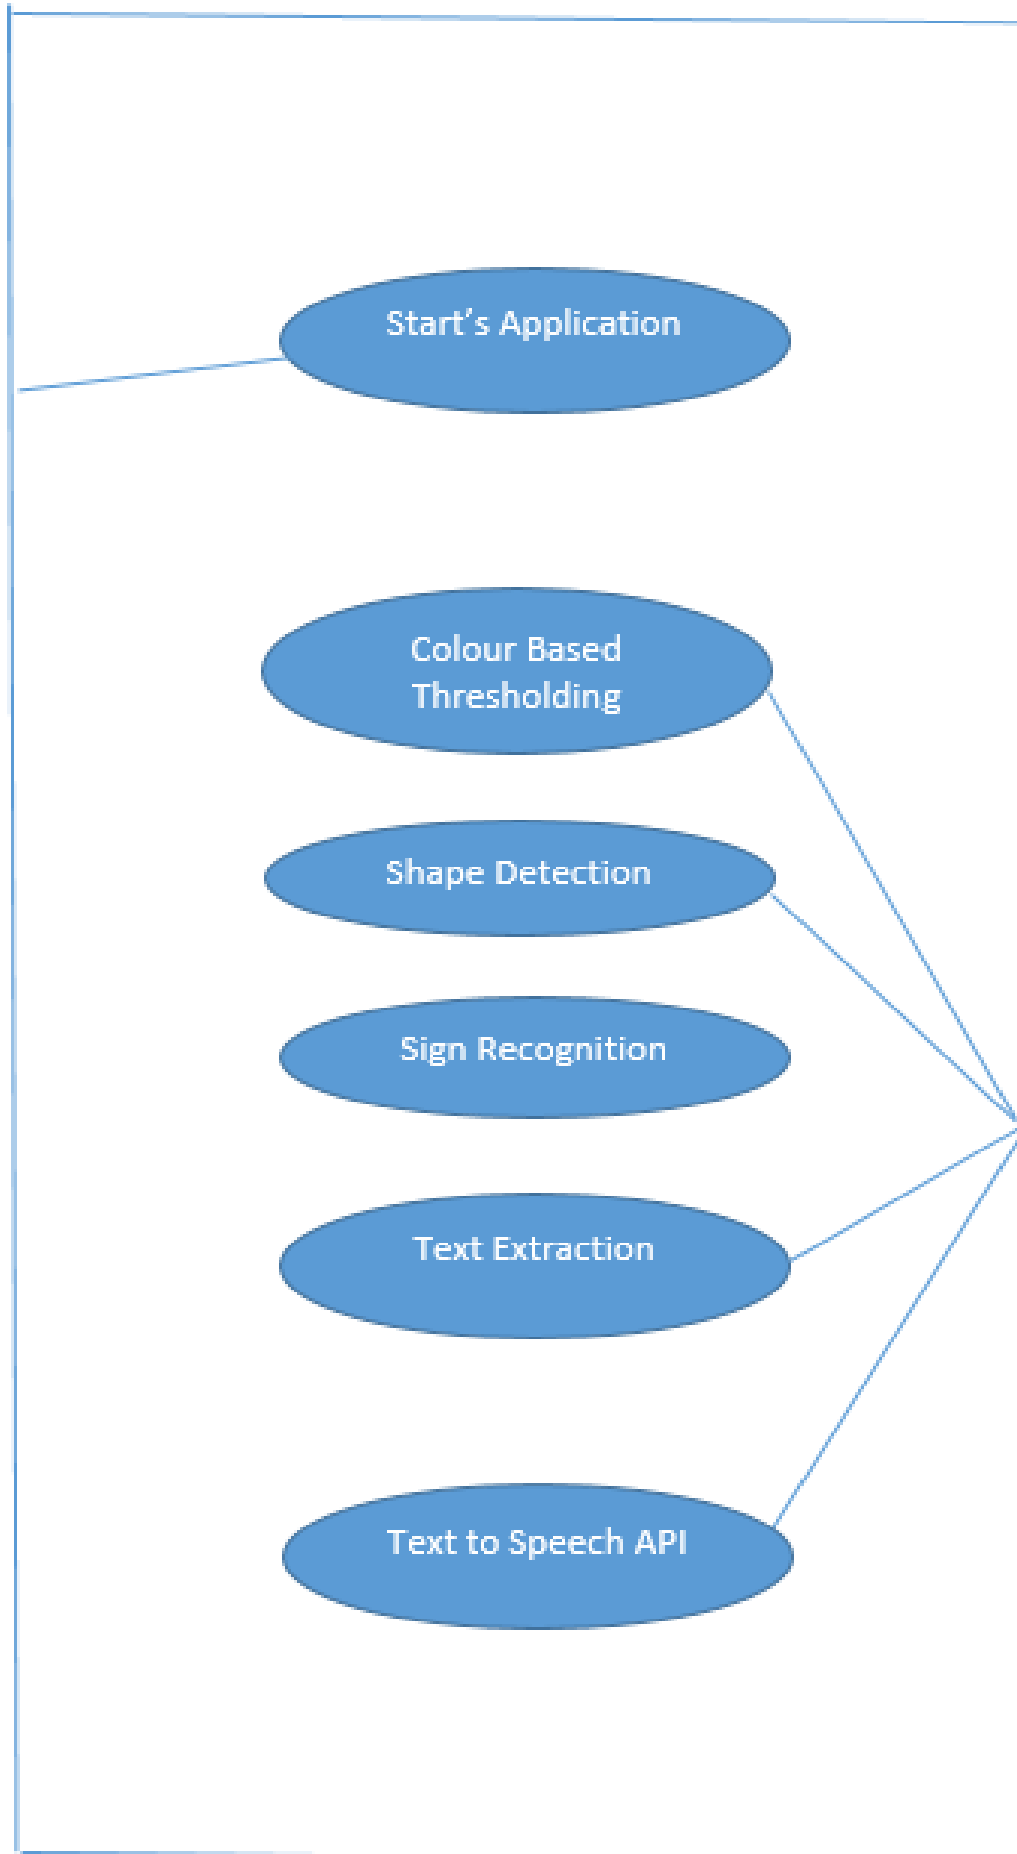 Start's Application
Colour Based
Thresholding
Shape Detection
Sign Recognition
Text Extraction
Text to Speech API